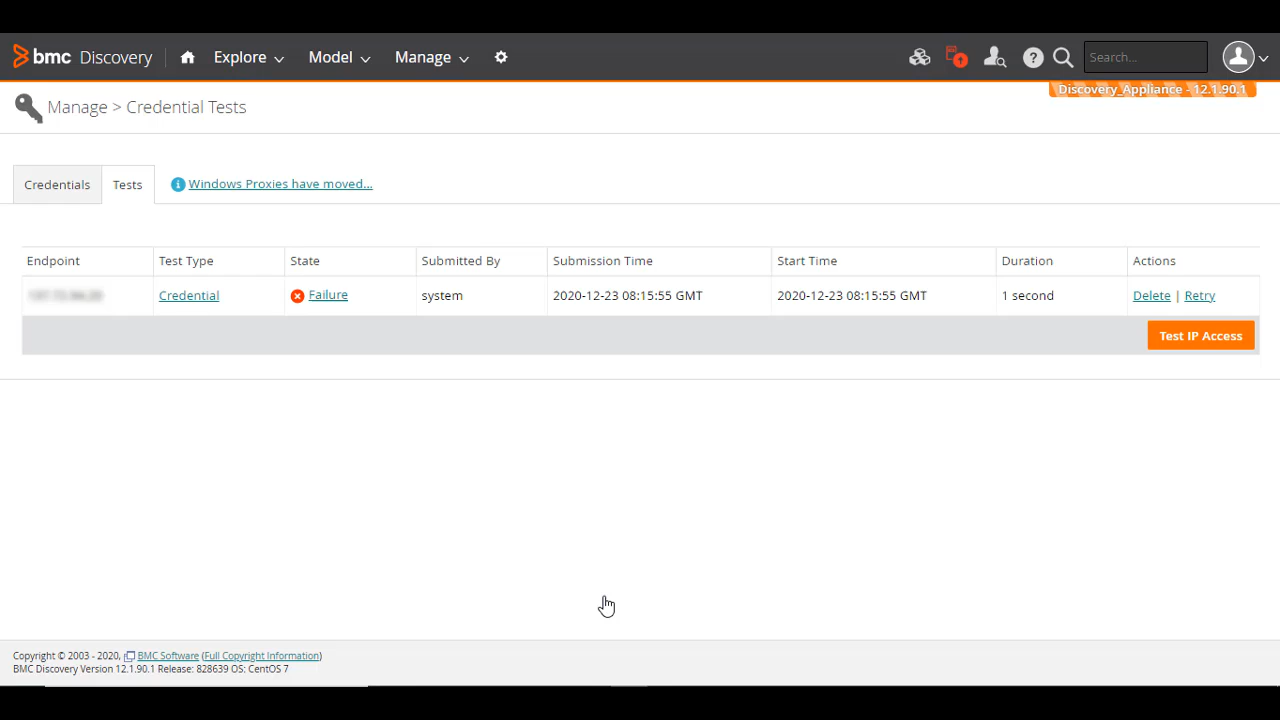 bmc Discovery Explore Model Manage Search...
Discovery_Appliance - 12.1.90.1
Manage > Credential Tests
Credentials Tests Windows Proxies have moved...
Endpoint Test Type State Submitted By Submission Time Start Time Duration Actions
Credential Failure system 2020-12-23 08:15:55 GMT 2020-12-23 08:15:55 GMT 1 second Delete | Retry
Test IP Access
Copyright © 2003 - 2020, BMC Software (Full Copyright Information)
BMC Discovery Version 12.1.90.1 Release: 828639 OS: CentOS 7